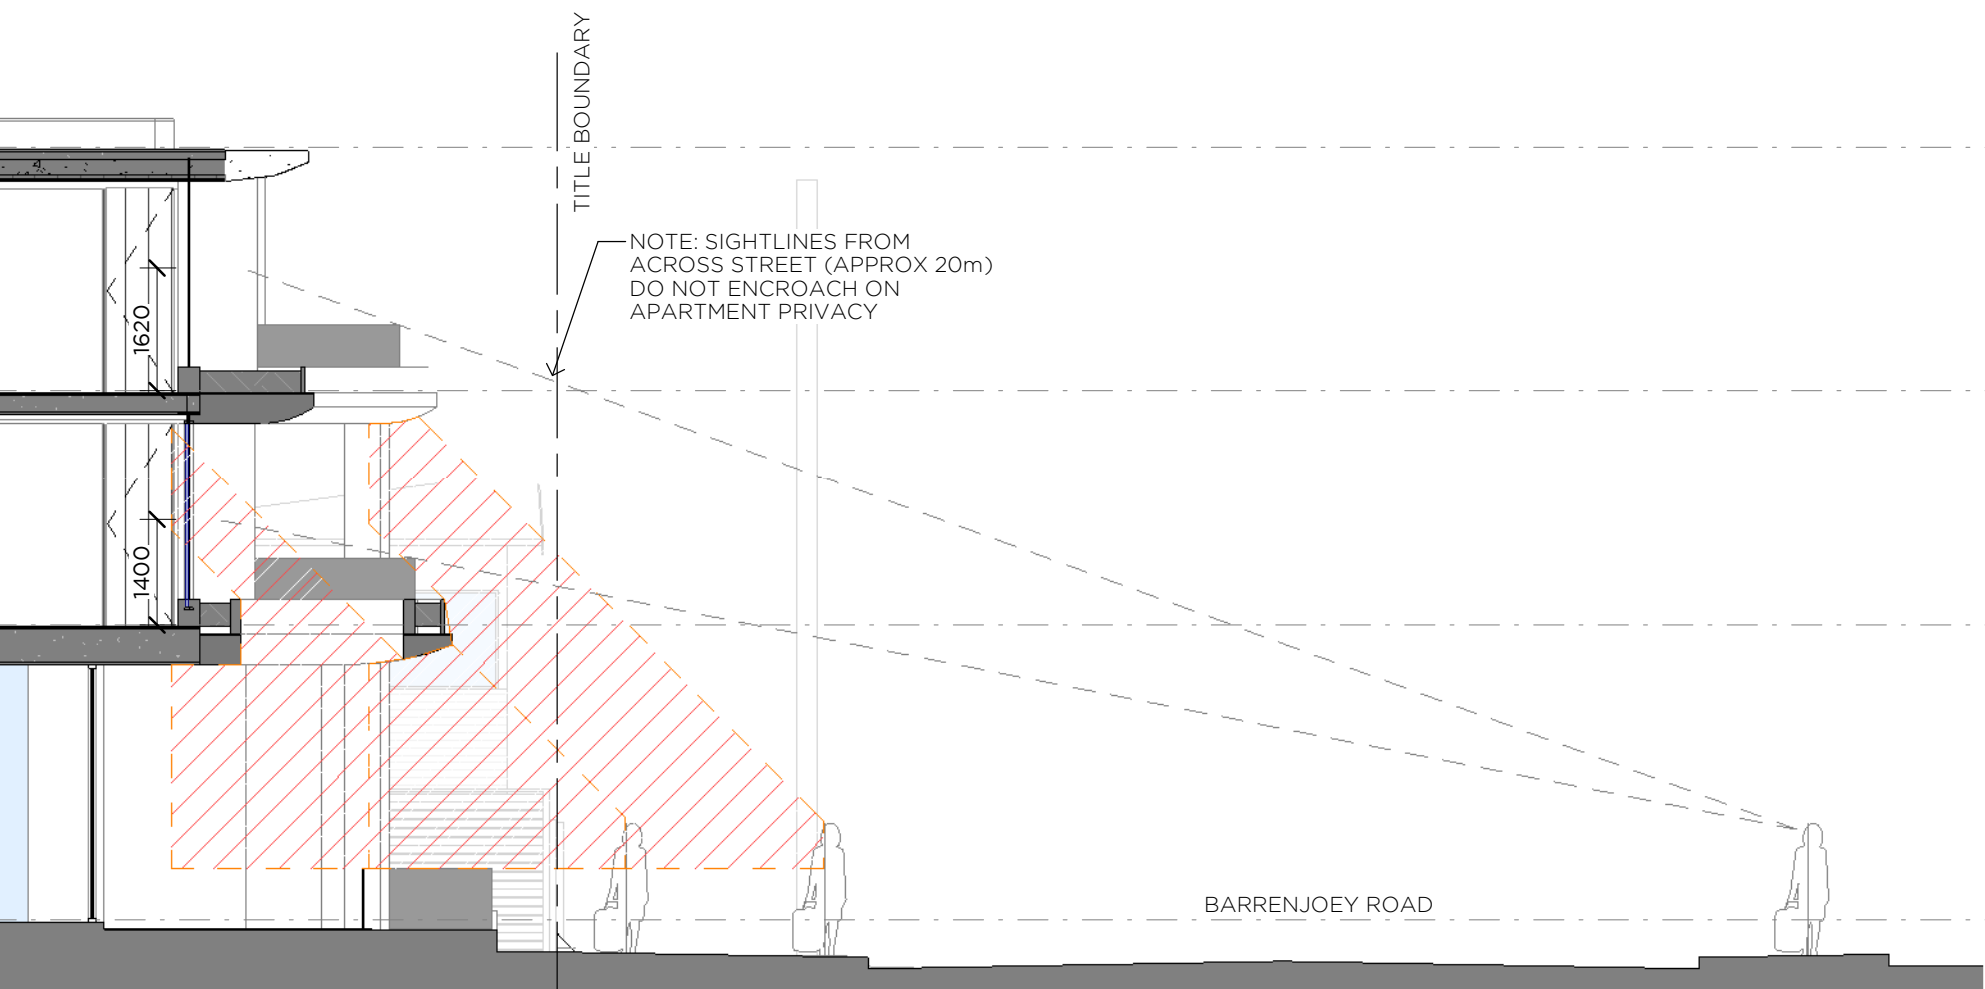 TITLE BOUNDARY
NOTE: SIGHTLINES FROM
ACROSS STREET (APPROX 20m)
DO NOT ENCROACH ON
APARTMENT PRIVACY
1620
1400
BARRENJOEY ROAD